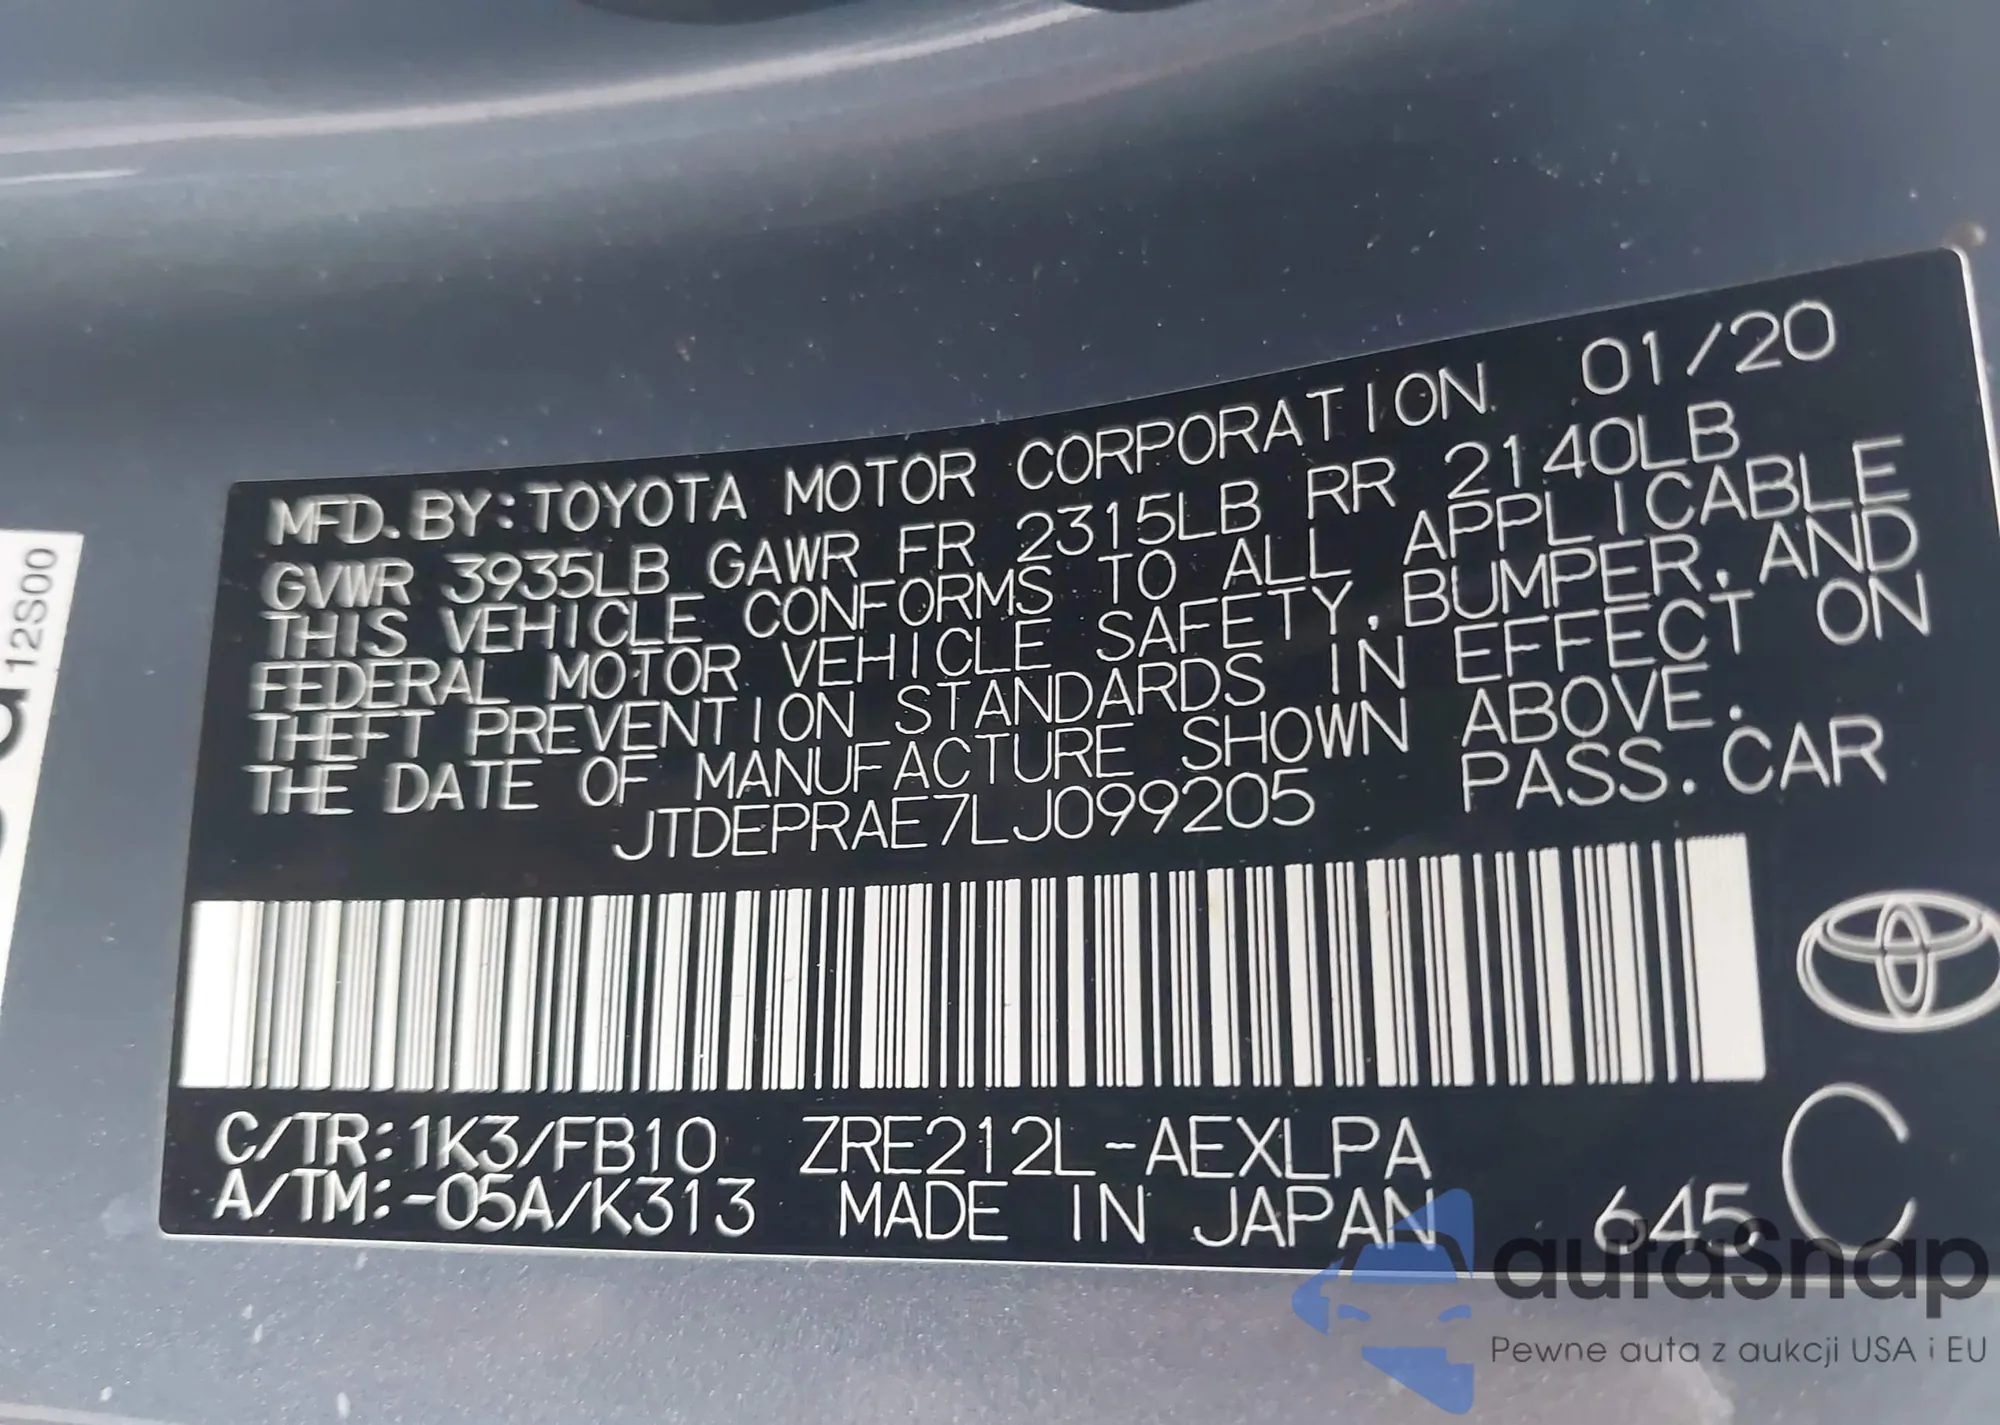 MFD. BY: TOYOTA MOTOR CORPORATION 01/20
GVWR 3935LB GAWR FR 2315LB RR 2140LB
THIS VEHICLE CONFORMS TO ALL APPLICABLE
FEDERAL MOTOR VEHICLE SAFETY, BUMPER, AND
THEFT PREVENTION STANDARDS IN EFFECT ON
THE DATE OF MANUFACTURE SHOWN ABOVE.
JTDEPRAE7LJ099205 PASS. CAR
C/TR: 1K3/FB10 ZRE212L-AEXLPA
A/TM: -05A/K313 MADE IN JAPAN 645 C
12S00
autaSnap
Pewne auta z aukcji USA i EU